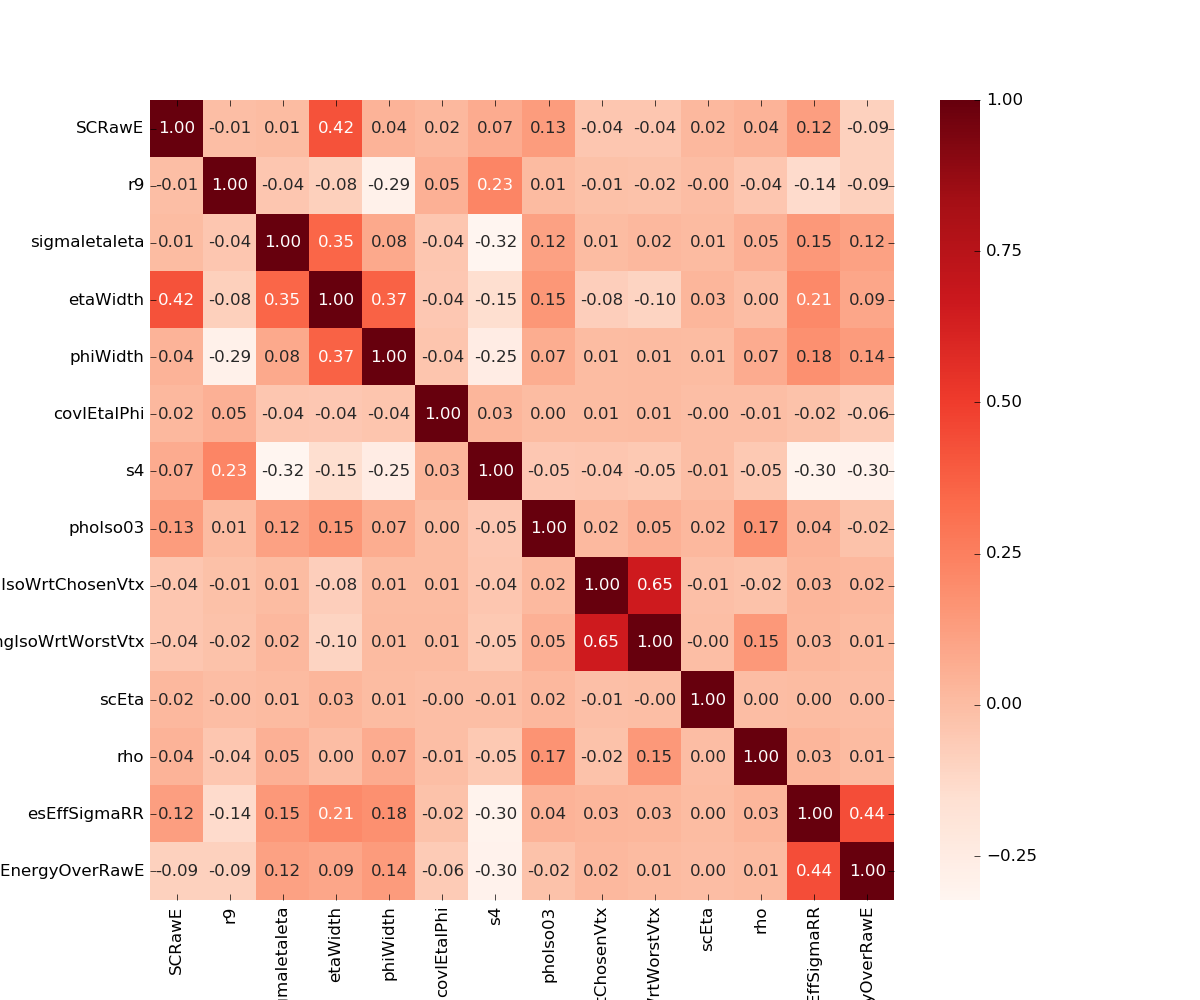 SCRawE 1.00 -0.01 0.01 0.42 0.04 0.02 0.07 0.13 -0.04 -0.04 0.02 0.04 0.12 -0.09
r9 -0.01 1.00 -0.04 -0.08 -0.29 0.05 0.23 0.01 -0.01 -0.02 -0.00 -0.04 -0.14 -0.09
sigmaIetaIeta 0.01 -0.04 1.00 0.35 0.08 -0.04 -0.32 0.12 0.01 0.02 0.01 0.05 0.15 0.12
etaWidth 0.42 -0.08 0.35 1.00 0.37 -0.04 -0.15 0.15 -0.08 -0.10 0.03 0.00 0.21 0.09
phiWidth 0.04 -0.29 0.08 0.37 1.00 -0.04 -0.25 0.07 0.01 0.01 0.01 0.07 0.18 0.14
covIEtaIPhi 0.02 0.05 -0.04 -0.04 -0.04 1.00 0.03 0.00 0.01 0.01 -0.00 -0.01 -0.02 -0.06
s4 0.07 0.23 -0.32 -0.15 -0.25 0.03 1.00 -0.05 -0.04 -0.05 -0.01 -0.05 -0.30 -0.30
phoIso03 0.13 0.01 0.12 0.15 0.07 0.00 -0.05 1.00 0.02 0.05 0.02 0.17 0.04 -0.02
IsoWrtChosenVtx -0.04 -0.01 0.01 -0.08 0.01 0.01 -0.04 0.02 1.00 0.65 -0.01 -0.02 0.03 0.02
ngIsoWrtWorstVtx -0.04 -0.02 0.02 -0.10 0.01 0.01 -0.05 0.05 0.65 1.00 -0.00 0.15 0.03 0.01
scEta 0.02 -0.00 0.01 0.03 0.01 -0.00 -0.01 0.02 -0.01 -0.00 1.00 0.00 0.00 0.00
rho 0.04 -0.04 0.05 0.00 0.07 -0.01 -0.05 0.17 -0.02 0.15 0.00 1.00 0.03 0.01
esEffSigmaRR 0.12 -0.14 0.15 0.21 0.18 -0.02 -0.30 0.04 0.03 0.03 0.00 0.03 1.00 0.44
EnergyOverRawE -0.09 -0.09 0.12 0.09 0.14 -0.06 -0.30 -0.02 0.02 0.01 0.00 0.01 0.44 1.00
SCRawE
r9
gmaIetaIeta
etaWidth
phiWidth
covIEtaIPhi
s4
phoIso03
tChosenVtx
WrtWorstVtx
scEta
rho
EffSigmaRR
yOverRawE
1.00
0.75
0.50
0.25
0.00
−0.25